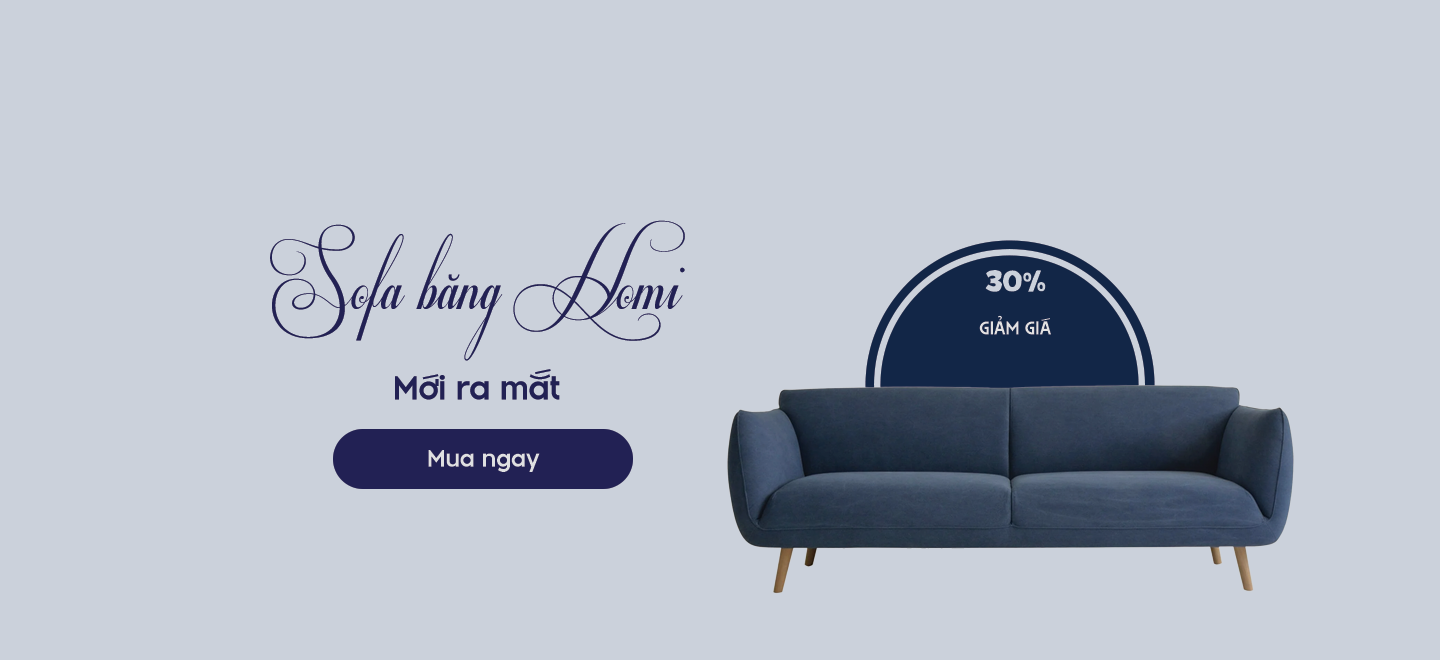 Sofa băng Homi
Mới ra mắt
Mua ngay
30%
GIẢM GIÁ